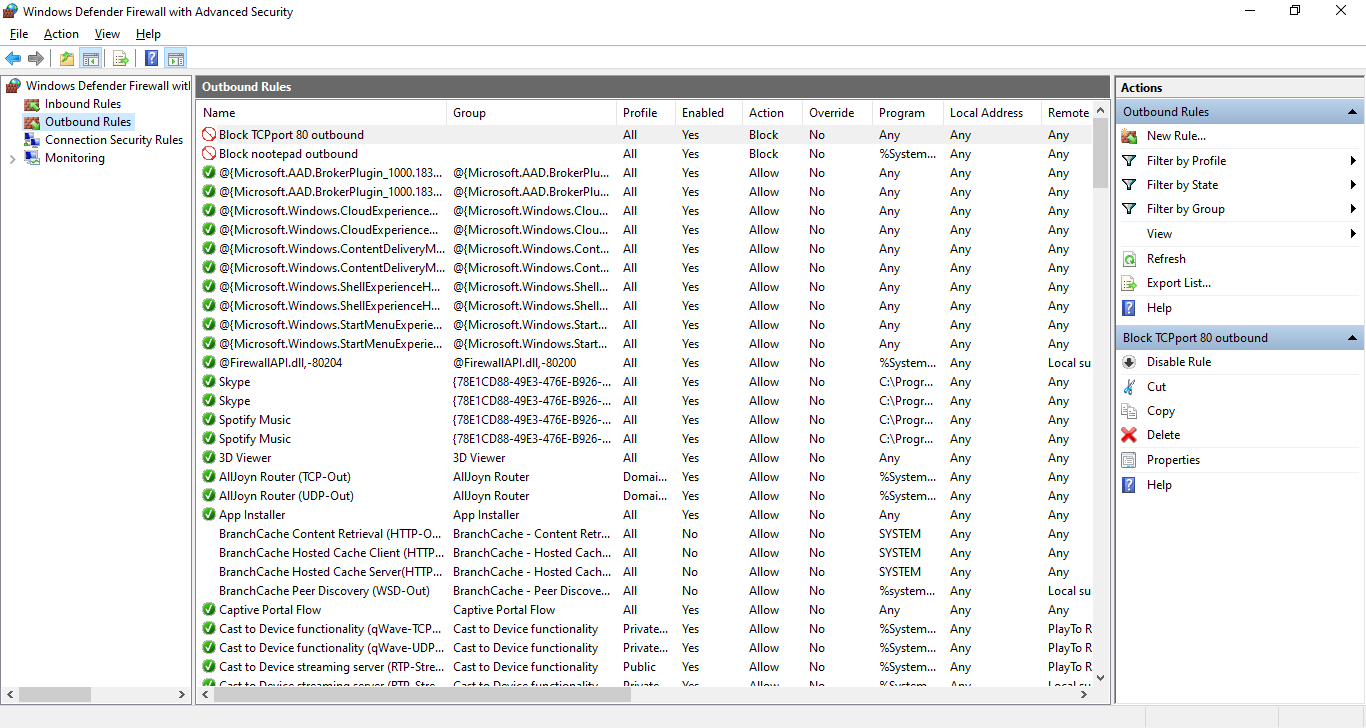 Windows Defender Firewall with Advanced Security
File Action View Help
Windows Defender Firewall witl
Inbound Rules
Outbound Rules
Connection Security Rules
Monitoring
Outbound Rules
Name Group Profile Enabled Action Override Program Local Address Remote
Block TCPport 80 outbound All Yes Block No Any Any Any
Block nootepad outbound All Yes Block No %System... Any Any
@{Microsoft.AAD.BrokerPlugin_1000.183... @{Microsoft.AAD.BrokerPlu... All Yes Allow No Any Any Any
@{Microsoft.AAD.BrokerPlugin_1000.183... @{Microsoft.AAD.BrokerPlu... All Yes Allow No Any Any Any
@{Microsoft.Windows.CloudExperience... @{Microsoft.Windows.Clou... All Yes Allow No Any Any Any
@{Microsoft.Windows.CloudExperience... @{Microsoft.Windows.Clou... All Yes Allow No Any Any Any
@{Microsoft.Windows.ContentDeliveryM... @{Microsoft.Windows.Cont... All Yes Allow No Any Any Any
@{Microsoft.Windows.ContentDeliveryM... @{Microsoft.Windows.Cont... All Yes Allow No Any Any Any
@{Microsoft.Windows.ShellExperienceH... @{Microsoft.Windows.Shell... All Yes Allow No Any Any Any
@{Microsoft.Windows.ShellExperienceH... @{Microsoft.Windows.Shell... All Yes Allow No Any Any Any
@{Microsoft.Windows.StartMenuExperie... @{Microsoft.Windows.Start... All Yes Allow No Any Any Any
@{Microsoft.Windows.StartMenuExperie... @{Microsoft.Windows.Start... All Yes Allow No Any Any Any
@FirewallAPI.dll,-80204 @FirewallAPI.dll,-80200 All Yes Allow No %System... Any Local su
Skype {78E1CD88-49E3-476E-B926-... All Yes Allow No C:\Progr... Any Any
Skype {78E1CD88-49E3-476E-B926-... All Yes Allow No C:\Progr... Any Any
Spotify Music {78E1CD88-49E3-476E-B926-... All Yes Allow No C:\Progr... Any Any
Spotify Music {78E1CD88-49E3-476E-B926-... All Yes Allow No C:\Progr... Any Any
3D Viewer 3D Viewer All Yes Allow No Any Any Any
AllJoyn Router (TCP-Out) AllJoyn Router Domai... Yes Allow No %System... Any Any
AllJoyn Router (UDP-Out) AllJoyn Router Domai... Yes Allow No %System... Any Any
App Installer App Installer All Yes Allow No Any Any Any
BranchCache Content Retrieval (HTTP-O... BranchCache - Content Retr... All No Allow No SYSTEM Any Any
BranchCache Hosted Cache Client (HTTP... BranchCache - Hosted Cach... All No Allow No SYSTEM Any Any
BranchCache Hosted Cache Server(HTTP... BranchCache - Hosted Cach... All No Allow No SYSTEM Any Any
BranchCache Peer Discovery (WSD-Out) BranchCache - Peer Discove... All No Allow No %system... Any Local su
Captive Portal Flow Captive Portal Flow All Yes Allow No Any Any Any
Cast to Device functionality (qWave-TCP... Cast to Device functionality Private... Yes Allow No %System... Any PlayTo R
Cast to Device functionality (qWave-UDP... Cast to Device functionality Private... Yes Allow No %System... Any PlayTo R
Cast to Device streaming server (RTP-Stre... Cast to Device functionality Public Yes Allow No %System... Any PlayTo R
Cast to Device streaming server (RTP-Stre... Cast to Device functionality Private Yes Allow No %System... Any Local su
Actions
Outbound Rules
New Rule...
Filter by Profile
Filter by State
Filter by Group
View
Refresh
Export List...
Help
Block TCPport 80 outbound
Disable Rule
Cut
Copy
Delete
Properties
Help